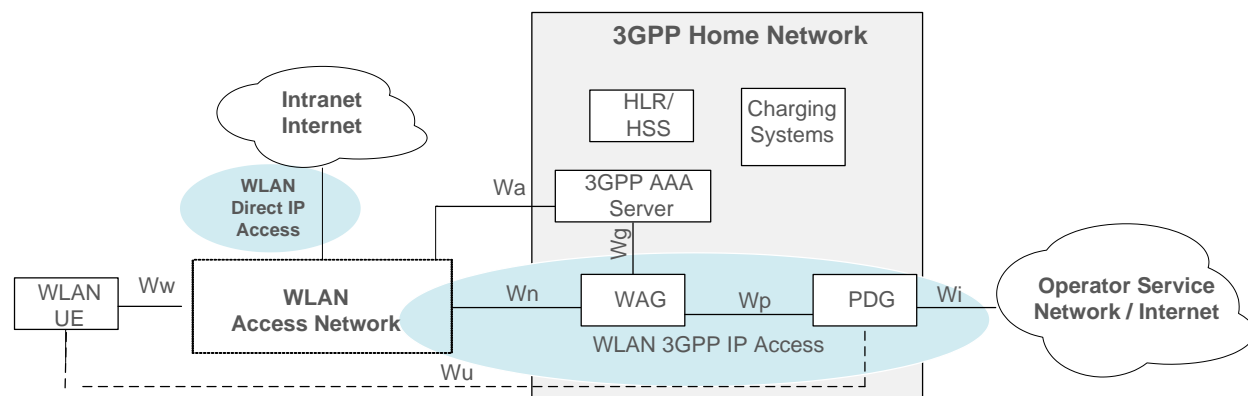 3GPP Home Network
Intranet
Internet
HLR/
HSS
Charging
Systems
WLAN
Direct IP
Access
Wa
3GPP AAA
Server
Wg
WLAN
UE
Ww
WLAN
Access Network
Wn
WAG
Wp
PDG
Wi
Operator Service
Network / Internet
WLAN 3GPP IP Access
Wu